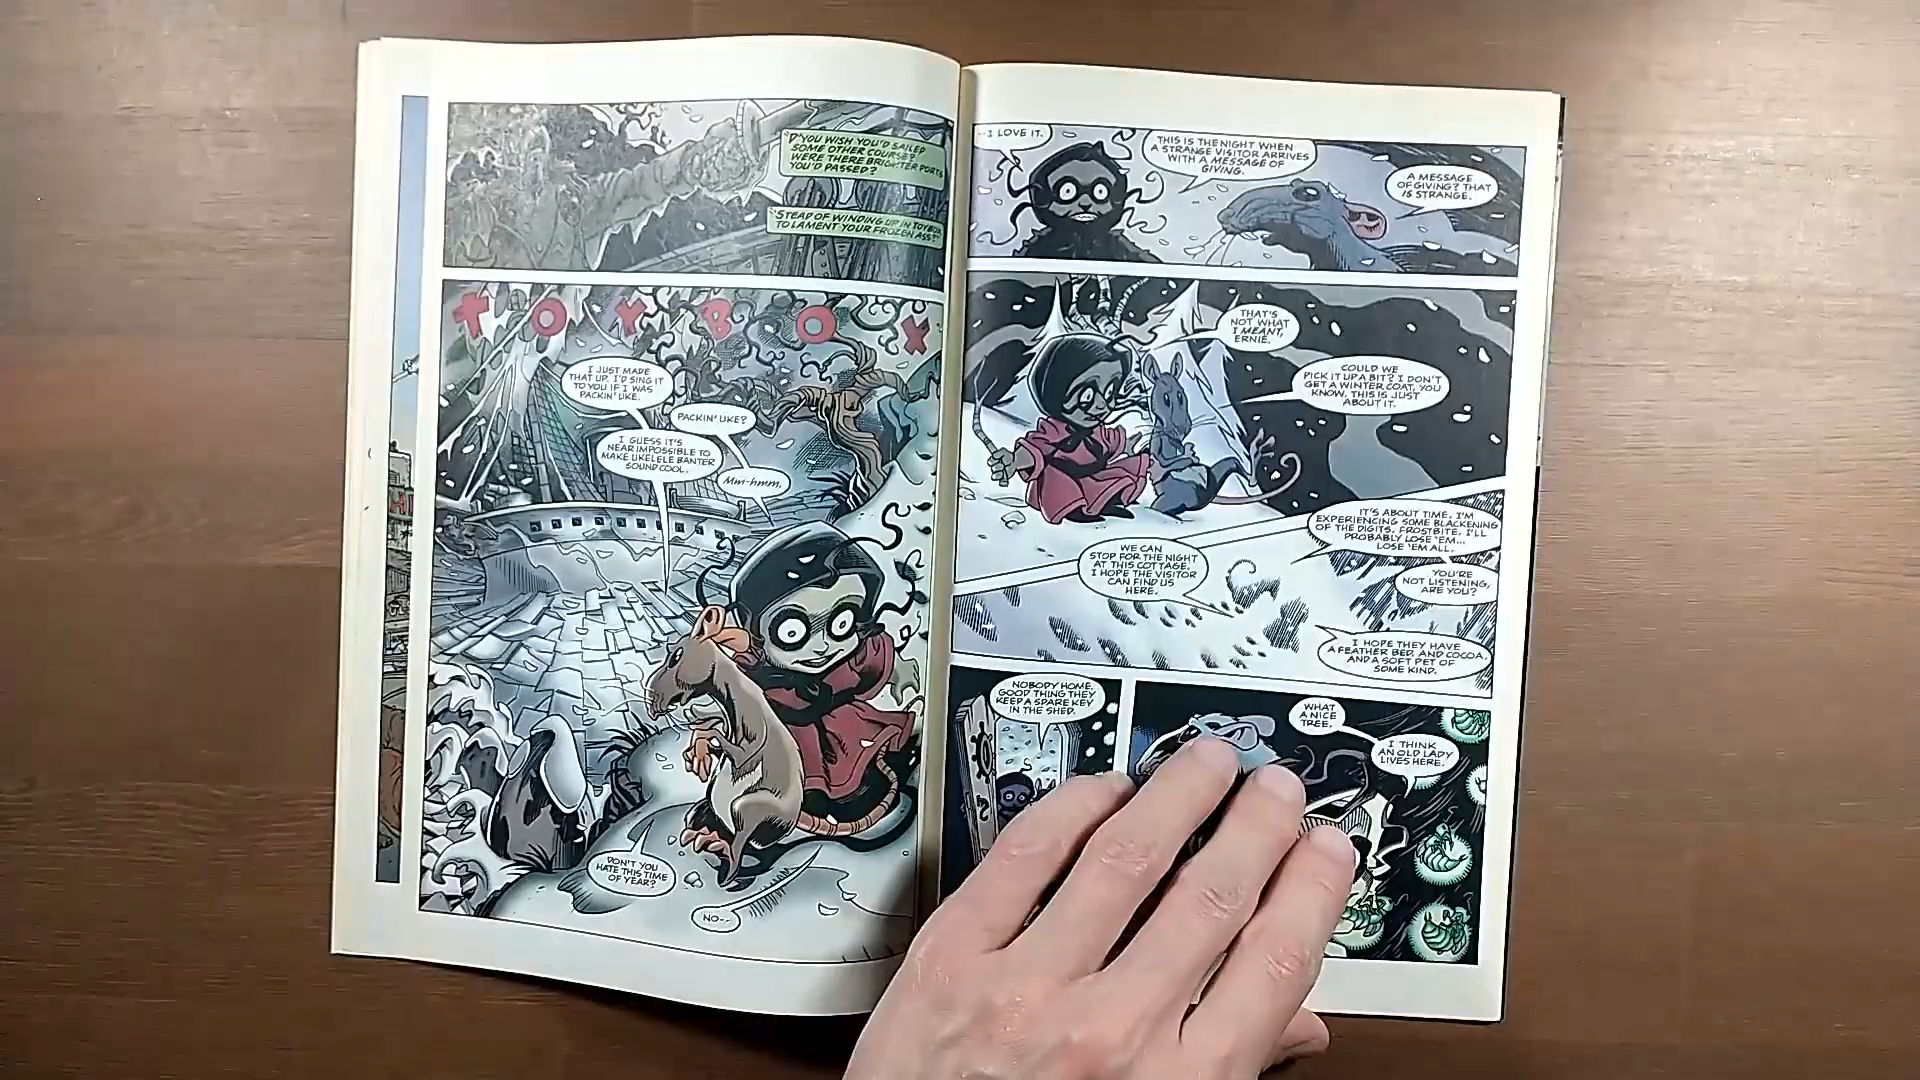 "D'YOU WISH YOU'D SAILED
SOME OTHER COURSE?
WERE THERE BRIGHTER PORTS
YOU'D PASSED?
"'STEAD OF WINDING UP IN TOYBOX
TO LAMENT YOUR FROZEN ASS?"
TOYBOX
I JUST MADE
THAT UP. I'D SING IT
TO YOU IF I WAS
PACKIN' UKE.
PACKIN' UKE?
I GUESS IT'S
NEAR IMPOSSIBLE TO
MAKE UKELELE BANTER
SOUND COOL.
Mm-hmm.
DON'T YOU
HATE THIS TIME
OF YEAR?
NO--
--I LOVE IT.
THIS IS THE NIGHT WHEN
A STRANGE VISITOR ARRIVES
WITH A MESSAGE OF
GIVING.
A MESSAGE
OF GIVING? THAT
IS STRANGE.
THAT'S
NOT WHAT
I MEANT,
ERNIE.
COULD WE
PICK IT UP A BIT? I DON'T
GET A WINTER COAT, YOU
KNOW. THIS IS JUST
ABOUT IT.
IT'S ABOUT TIME. I'M
EXPERIENCING SOME BLACKENING
OF THE DIGITS. FROSTBITE. I'LL
PROBABLY LOSE 'EM...
LOSE 'EM ALL.
WE CAN
STOP FOR THE NIGHT
AT THIS COTTAGE.
I HOPE THE VISITOR
CAN FIND US
HERE.
YOU'RE
NOT LISTENING,
ARE YOU?
I HOPE THEY HAVE
A FEATHER BED, AND COCOA.
AND A SOFT PET OF
SOME KIND.
NOBODY HOME.
GOOD THING THEY
KEEP A SPARE KEY
IN THE SHED.
WHAT
A NICE
TREE.
I THINK
AN OLD LADY
LIVES HERE.